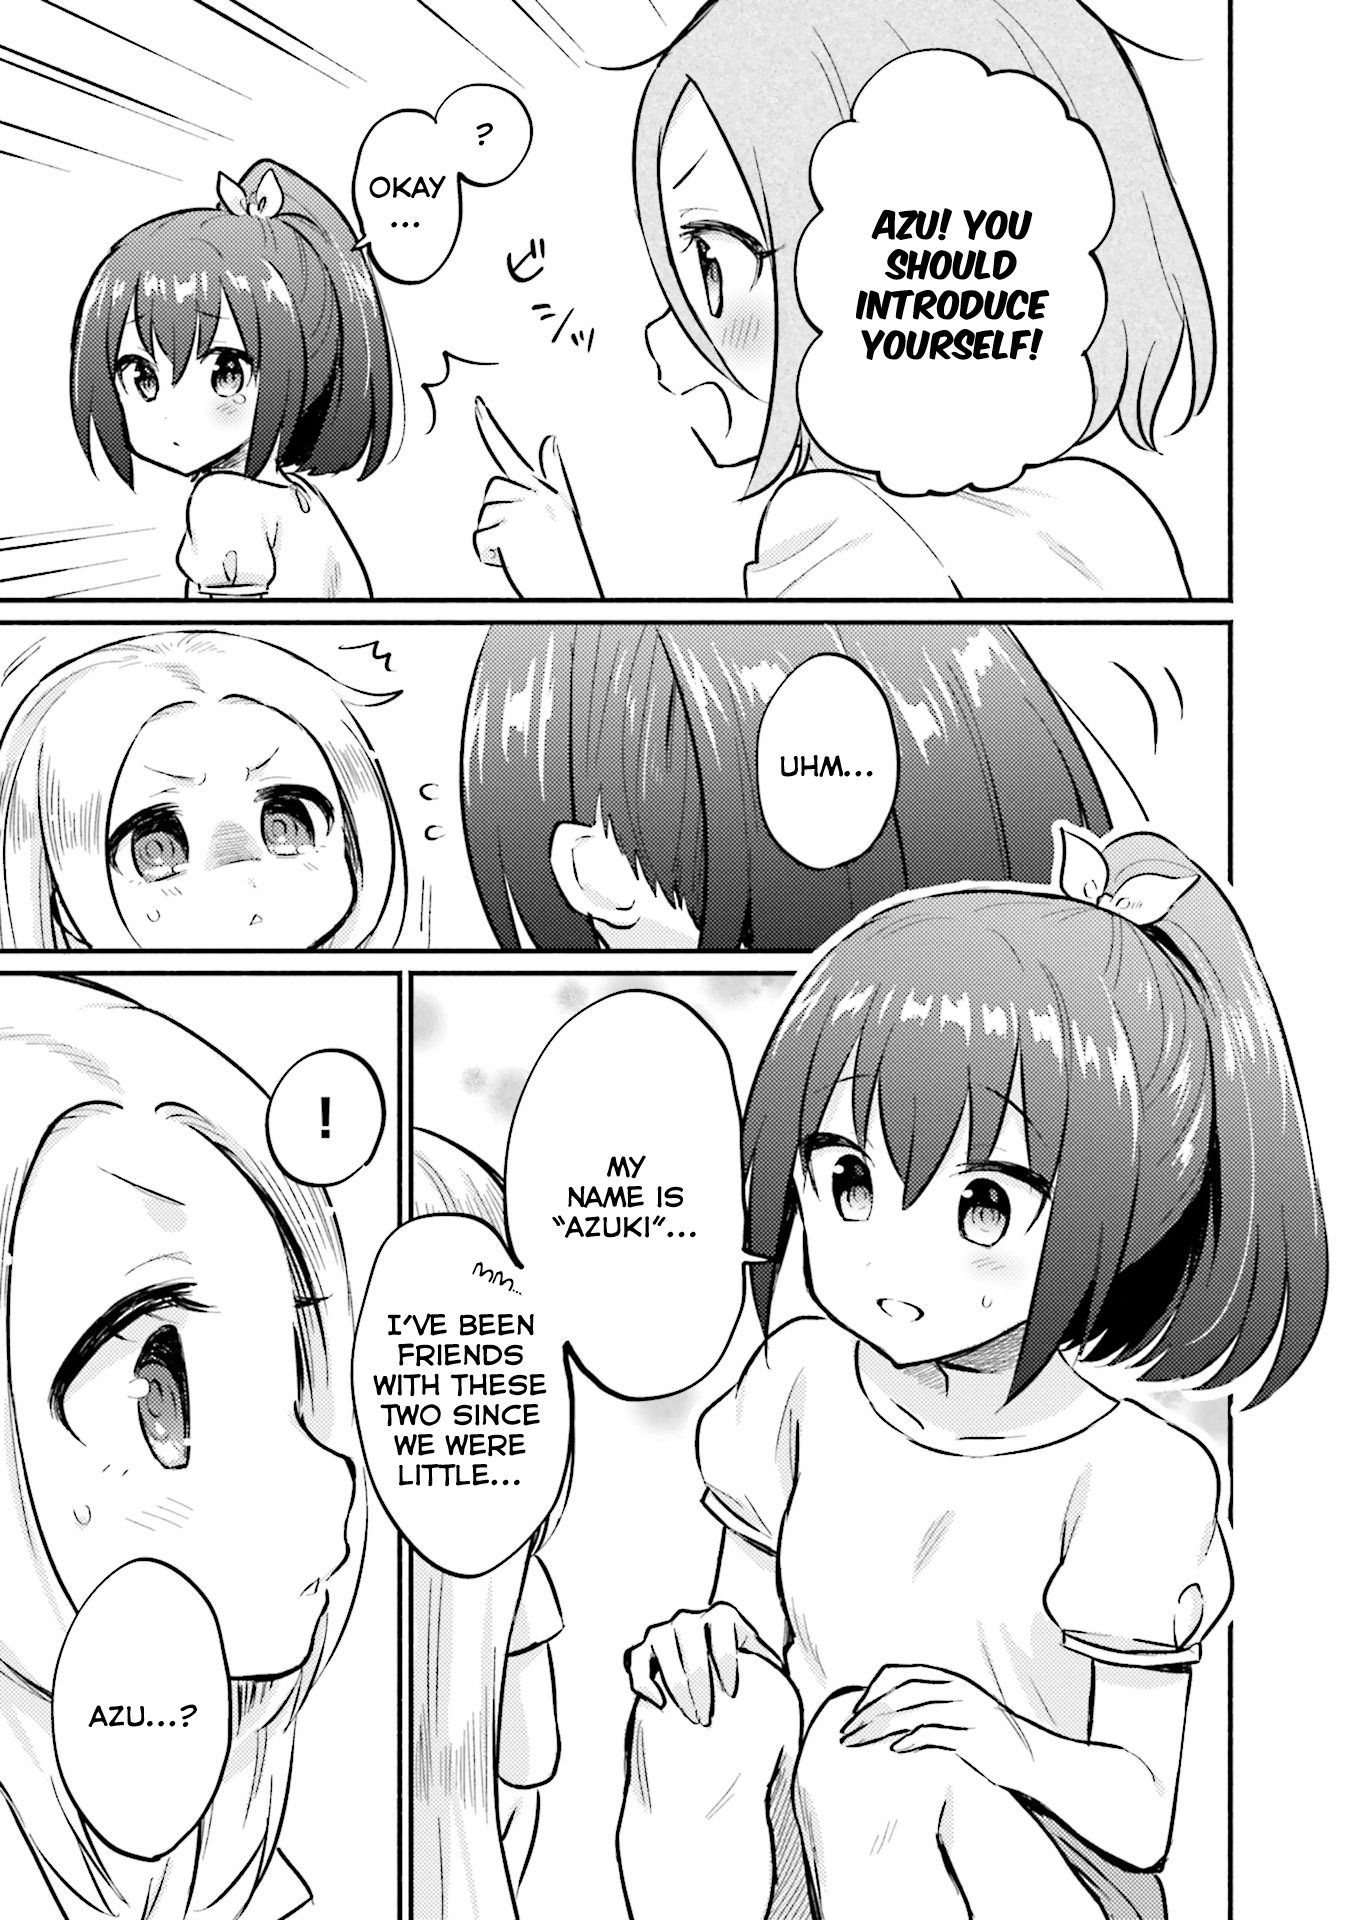 AZU! YOU
SHOULD
INTRODUCE
YOURSELF!
ビシッ
?
OKAY
...
UHM...
MY
NAME IS
"AZUKI"...
MM...
I'VE BEEN
FRIENDS
WITH THESE
TWO SINCE
WE WERE
LITTLE...
!
AZU...?